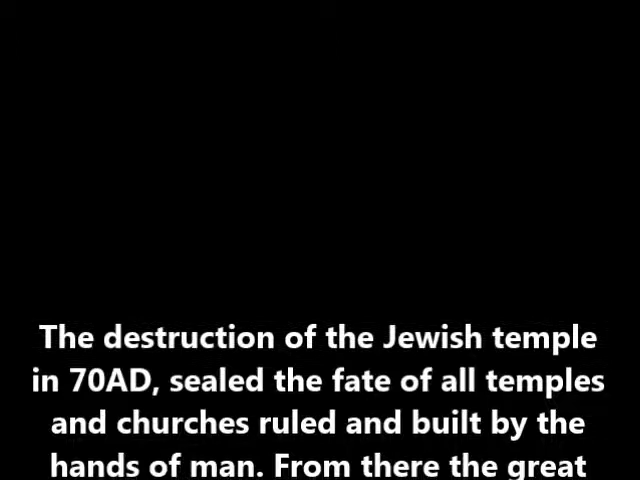 The destruction of the Jewish temple
in 70AD, sealed the fate of all temples
and churches ruled and built by the
hands of man. From there the great